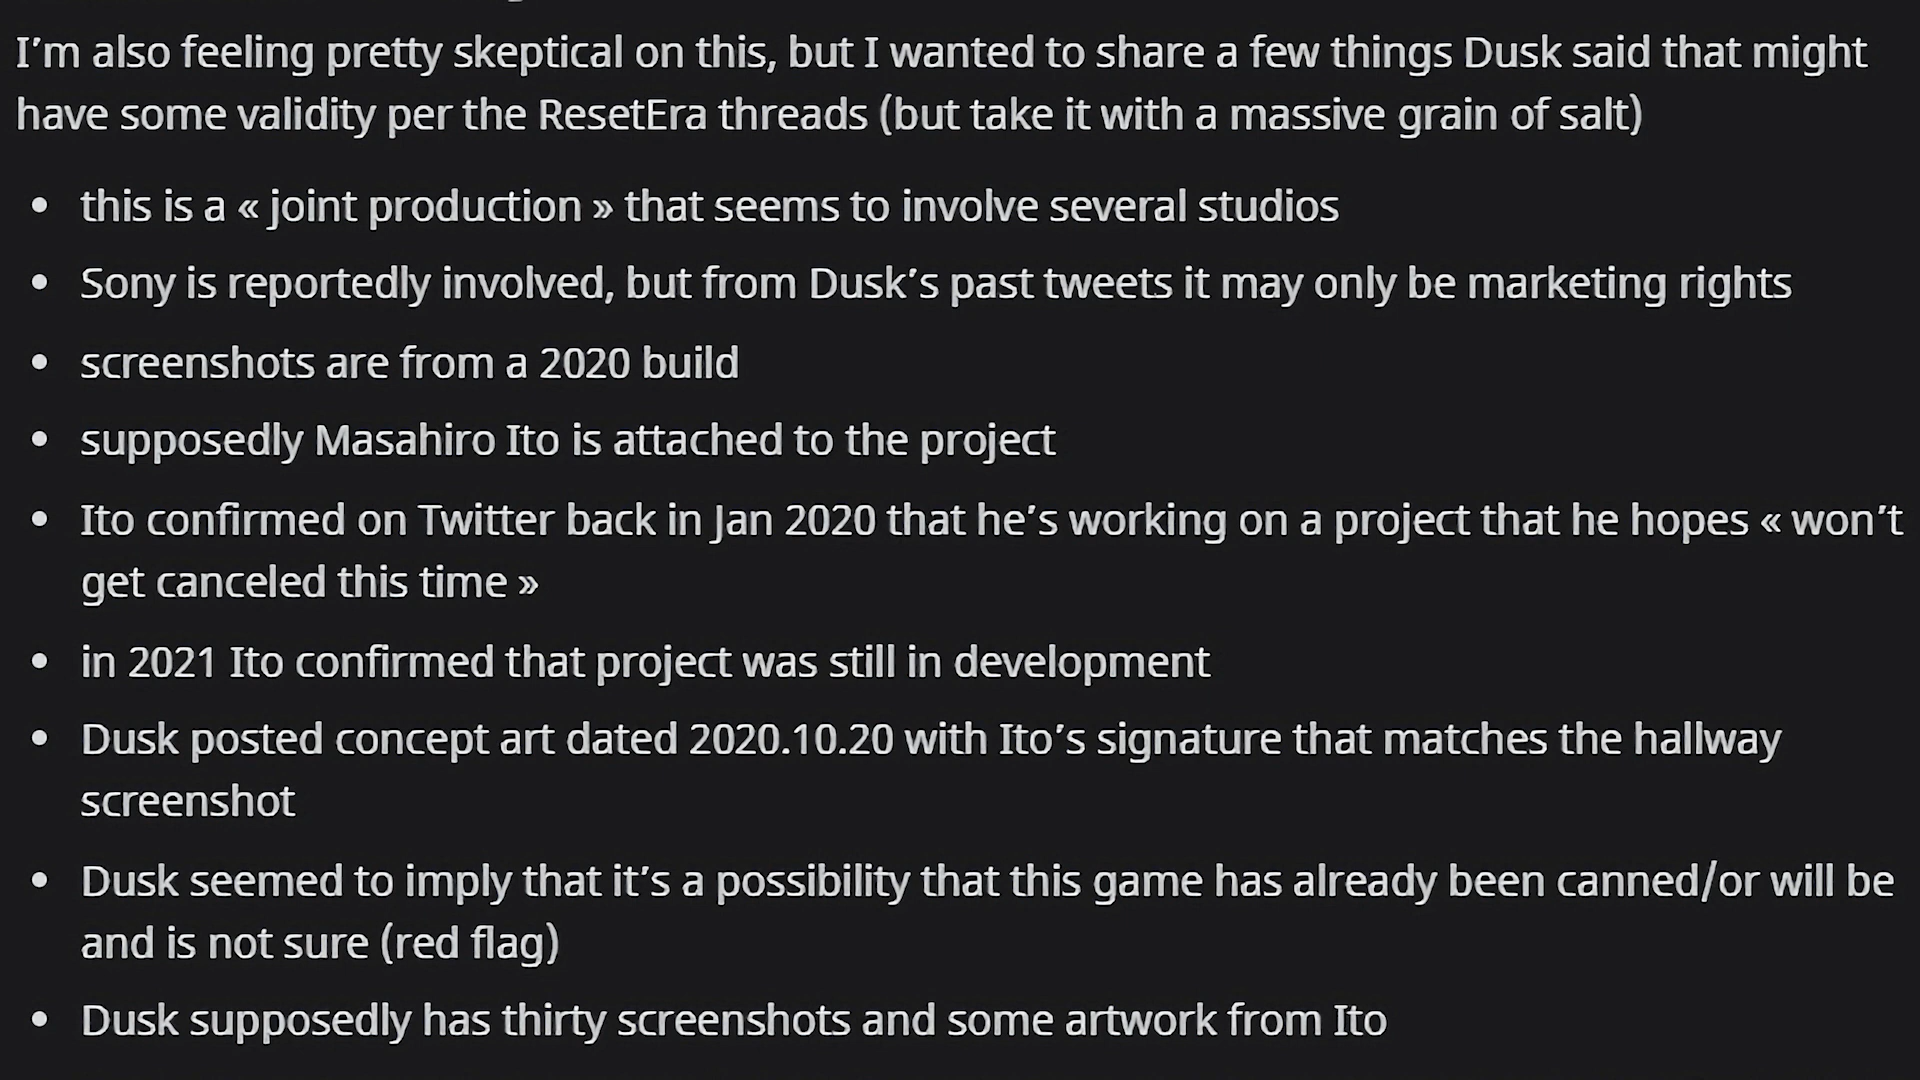 I’m also feeling pretty skeptical on this, but I wanted to share a few things Dusk said that might
have some validity per the ResetEra threads (but take it with a massive grain of salt)
• this is a « joint production » that seems to involve several studios
• Sony is reportedly involved, but from Dusk’s past tweets it may only be marketing rights
• screenshots are from a 2020 build
• supposedly Masahiro Ito is attached to the project
• Ito confirmed on Twitter back in Jan 2020 that he’s working on a project that he hopes « won’t
get canceled this time »
• in 2021 Ito confirmed that project was still in development
• Dusk posted concept art dated 2020.10.20 with Ito’s signature that matches the hallway
screenshot
• Dusk seemed to imply that it’s a possibility that this game has already been canned/or will be
and is not sure (red flag)
• Dusk supposedly has thirty screenshots and some artwork from Ito